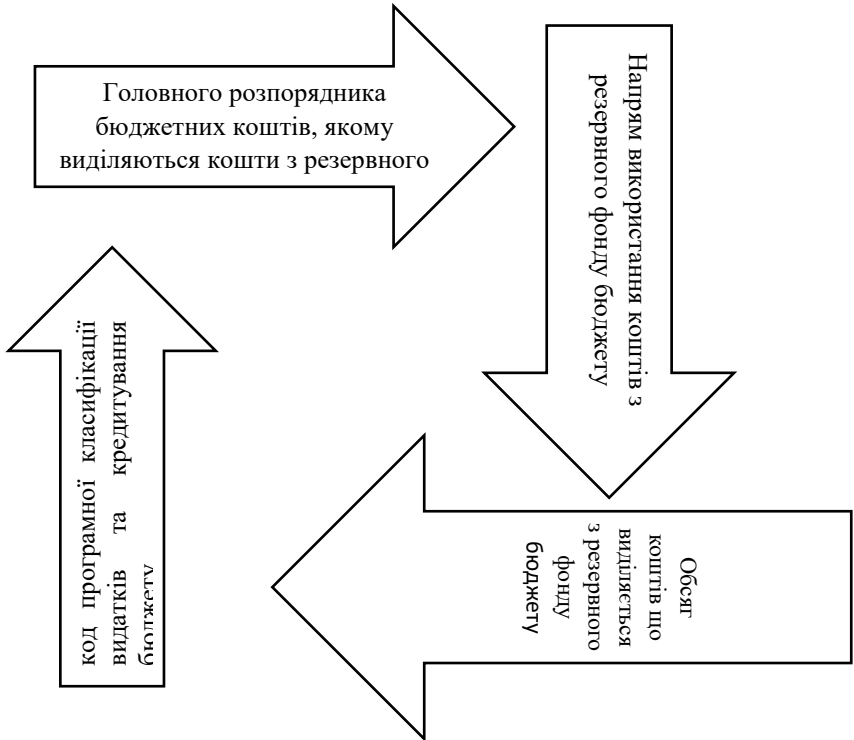 Головного розпорядника
бюджетних коштів, якому
виділяються кошти з резервного
Напрям використання коштів з
резервного фонду бюджету
Обсяг
коштів що
виділяється
з резервного
фонду
бюджету
код програмної класифікації
видатків та кредитування
бюджету